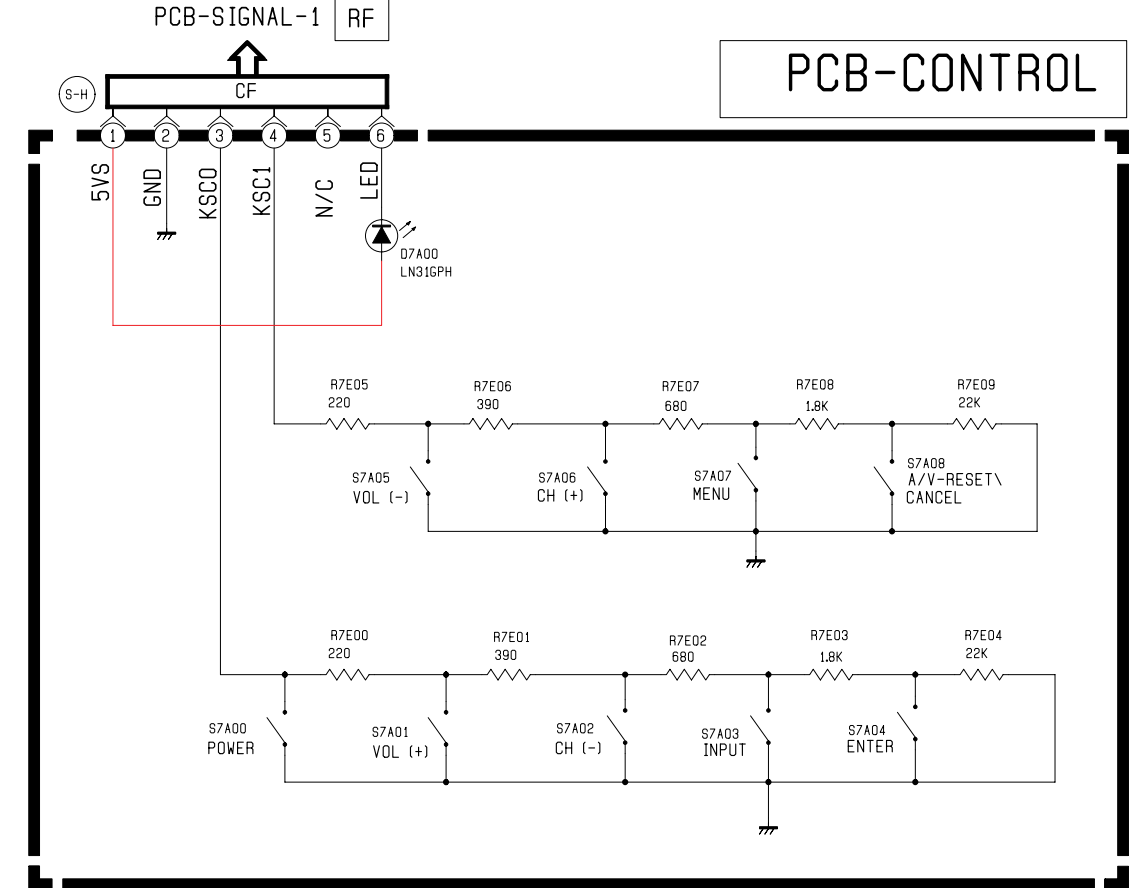 PCB-SIGNAL-1
RF
PCB-CONTROL
S-H
CF
1
2
3
4
5
6
5VS
GND
KSC0
KSC1
N/C
LED
D7A00
LN31GPH
R7E05
220
R7E06
390
R7E07
680
R7E08
1.8K
R7E09
22K
S7A05
VOL (-)
S7A06
CH (+)
S7A07
MENU
S7A08
A/V-RESET\
CANCEL
R7E00
220
R7E01
390
R7E02
680
R7E03
1.8K
R7E04
22K
S7A00
POWER
S7A01
VOL (+)
S7A02
CH (-)
S7A03
INPUT
S7A04
ENTER